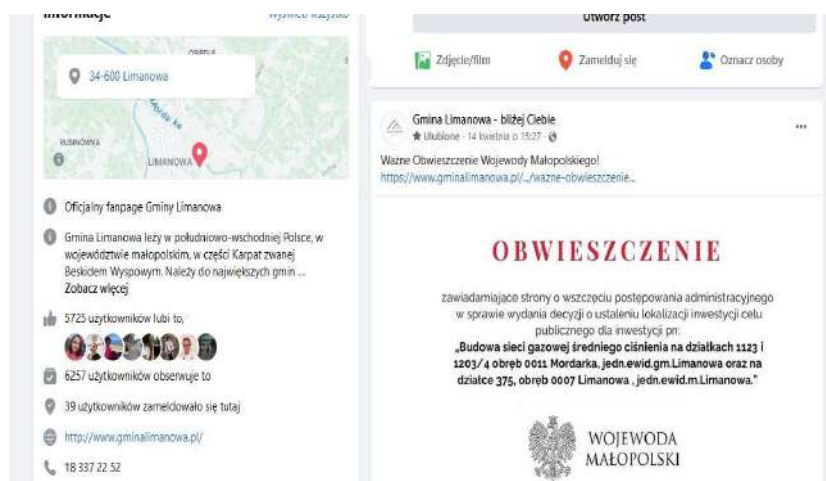 Informacje
Wyświetl wszystko
34-600 Limanowa
LIMANOWA
Oficjalny fanpage Gminy Limanowa
Gmina Limanowa leży w południowo-wschodniej Polsce, w
województwie małopolskim, w części Karpat zwanej
Beskidem Wyspowym. Należy do największych gmin ...
Zobacz więcej
5725 użytkowników lubi to,
6257 użytkowników obserwuje to
39 użytkowników zameldowało się tutaj
http://www.gminalimanowa.pl/
18 337 22 52
Utwórz post
Zdjęcie/film
Zamelduj się
Oznacz osoby
Gmina Limanowa - bliżej Ciebie
Ulubione · 14 kwietnia o 15:27 ·
Ważne Obwieszczenie Wojewody Małopolskiego!
https://www.gminalimanowa.pl/.../wazne-obwieszczenie...
OBWIESZCZENIE
zawiadamiające strony o wszczęciu postępowania administracyjnego
w sprawie wydania decyzji o ustaleniu lokalizacji inwestycji celu
publicznego dla inwestycji pn:
„Budowa sieci gazowej średniego ciśnienia na działkach 1123 i
1203/4 obręb 0011 Mordarka, jedn.ewid.gm.Limanowa oraz na
działce 375, obręb 0007 Limanowa , jedn.ewid.m.Limanowa."
WOJEWODA
MAŁOPOLSKI